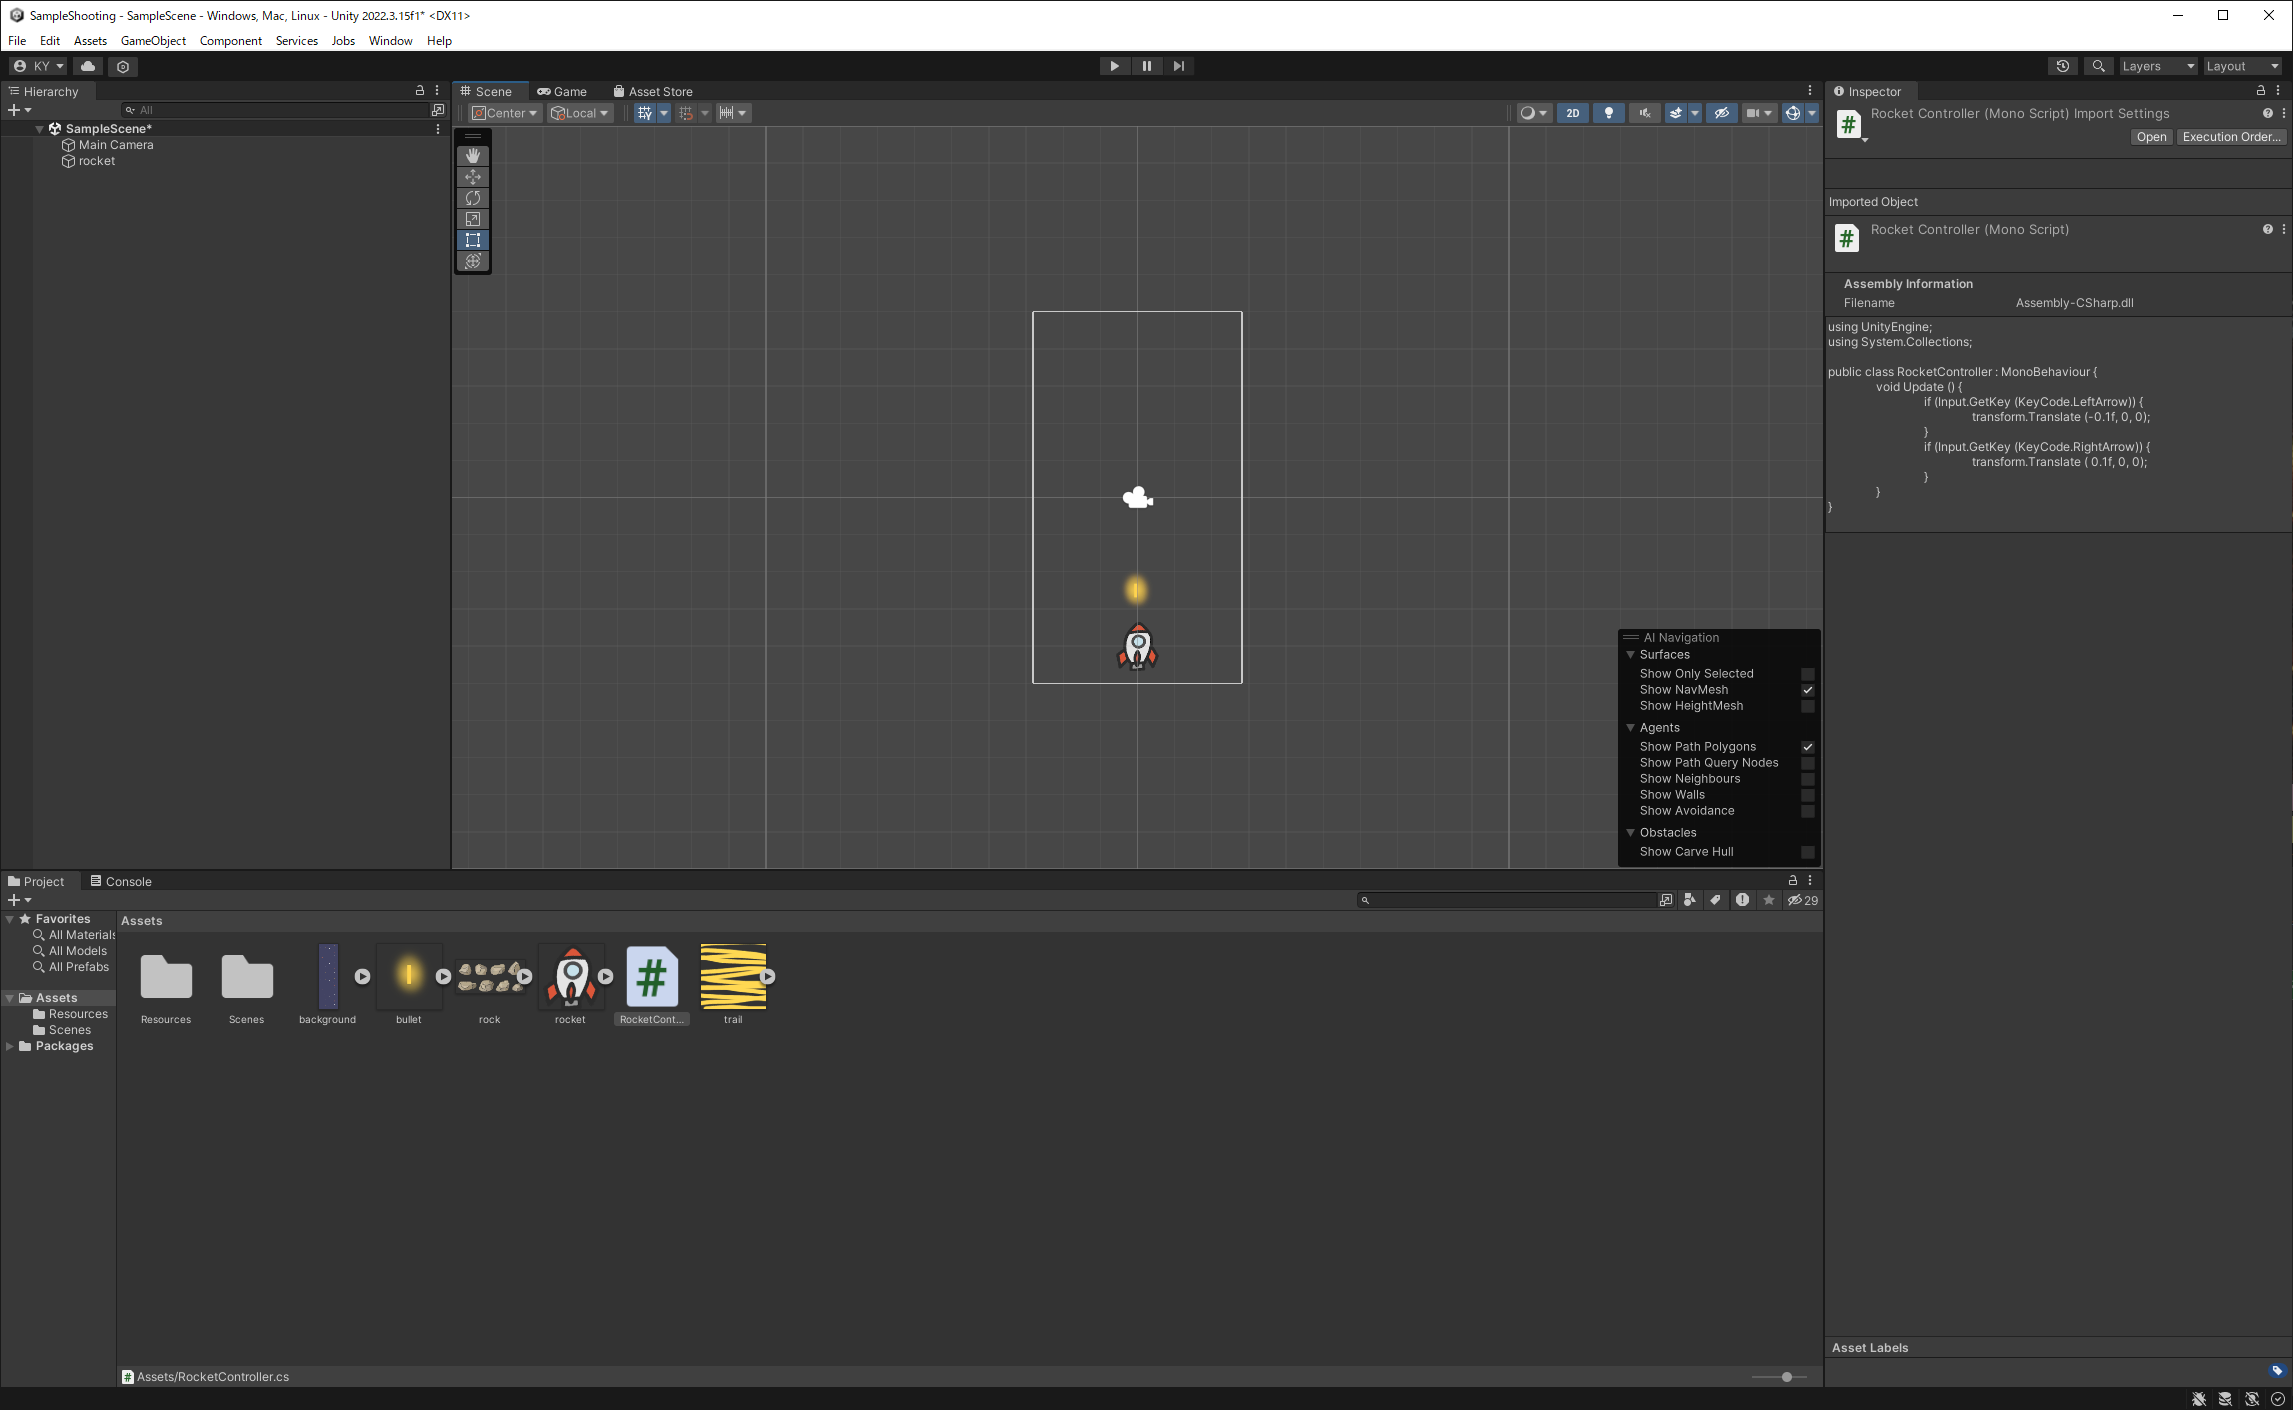 SampleShooting - SampleScene - Windows, Mac, Linux - Unity 2022.3.15f1* <DX11>
File Edit Assets GameObject Component Services Jobs Window Help
KY
Layers
Layout
Hierarchy
All
SampleScene*
Main Camera
rocket
Scene
Game
Asset Store
Center
Local
2D
AI Navigation
Surfaces
Show Only Selected
Show NavMesh
Show HeightMesh
Agents
Show Path Polygons
Show Path Query Nodes
Show Neighbours
Show Walls
Show Avoidance
Obstacles
Show Carve Hull
Inspector
Rocket Controller (Mono Script) Import Settings
Open
Execution Order...
Imported Object
Rocket Controller (Mono Script)
Assembly Information
Filename Assembly-CSharp.dll
using UnityEngine;
using System.Collections;
public class RocketController : MonoBehaviour {
void Update () {
if (Input.GetKey (KeyCode.LeftArrow)) {
transform.Translate (-0.1f, 0, 0);
}
if (Input.GetKey (KeyCode.RightArrow)) {
transform.Translate ( 0.1f, 0, 0);
}
}
}
Asset Labels
Project
Console
29
Favorites
All Materials
All Models
All Prefabs
Assets
Resources
Scenes
Packages
Assets
Resources
Scenes
background
bullet
rock
rocket
RocketCont...
trail
Assets/RocketController.cs